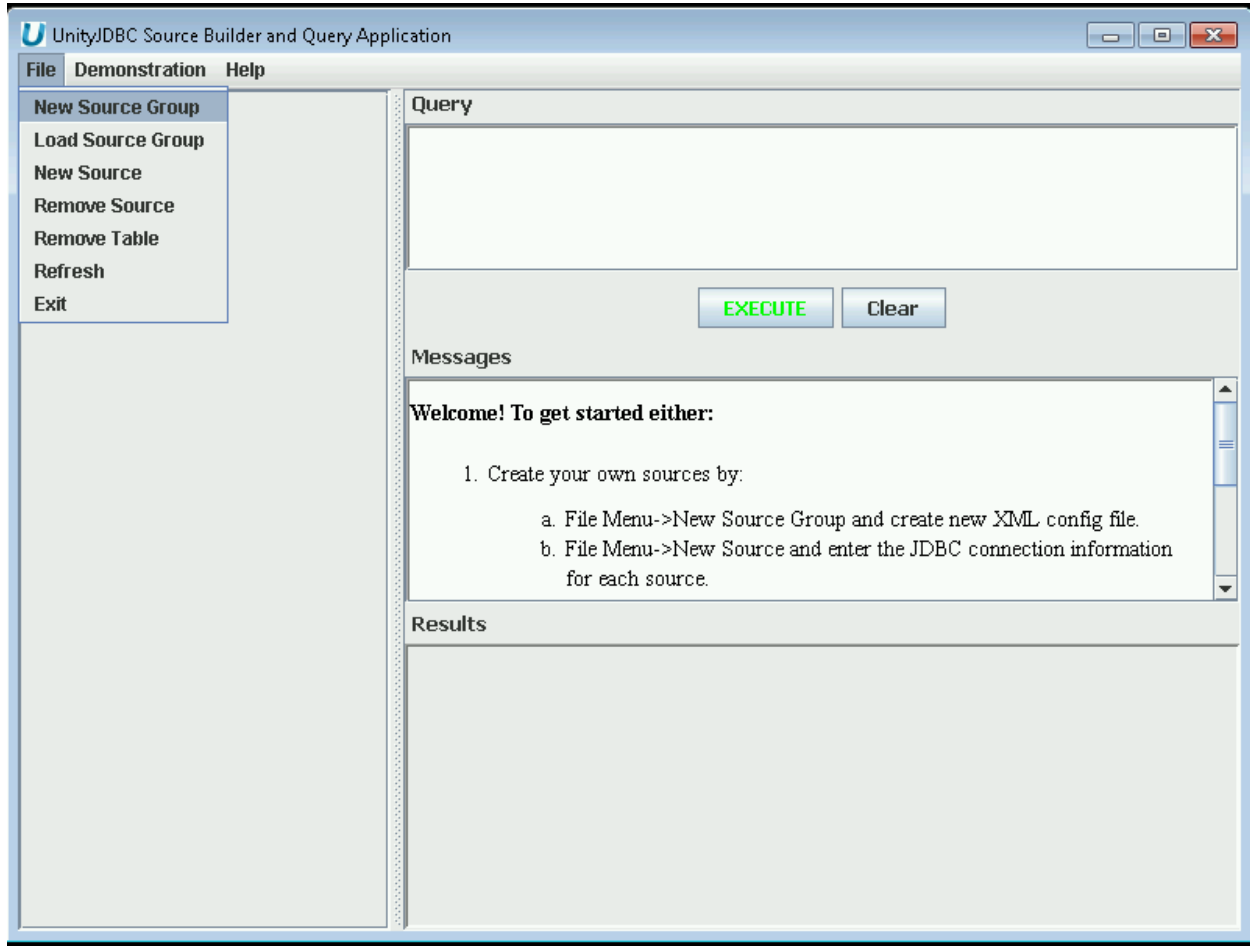 UnityJDBC Source Builder and Query Application
File Demonstration Help
New Source Group
Load Source Group
New Source
Remove Source
Remove Table
Refresh
Exit
Query
EXECUTE Clear
Messages
Welcome! To get started either:
1. Create your own sources by:
a. File Menu->New Source Group and create new XML config file.
b. File Menu->New Source and enter the JDBC connection information
for each source.
Results